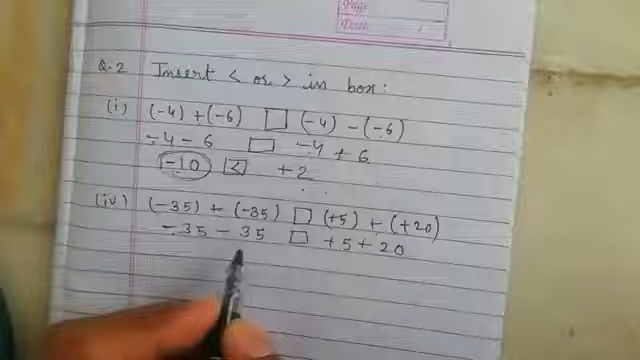 Page
Date
Q.2 Insert < or > in box:
(i) (-4) + (-6) □ (-4) - (-6)
-4 - 6 □ -4 + 6
-10 < +2
(iv) (-35) + (-35) □ (+5) + (+20)
-35 - 35 □ +5 + 20